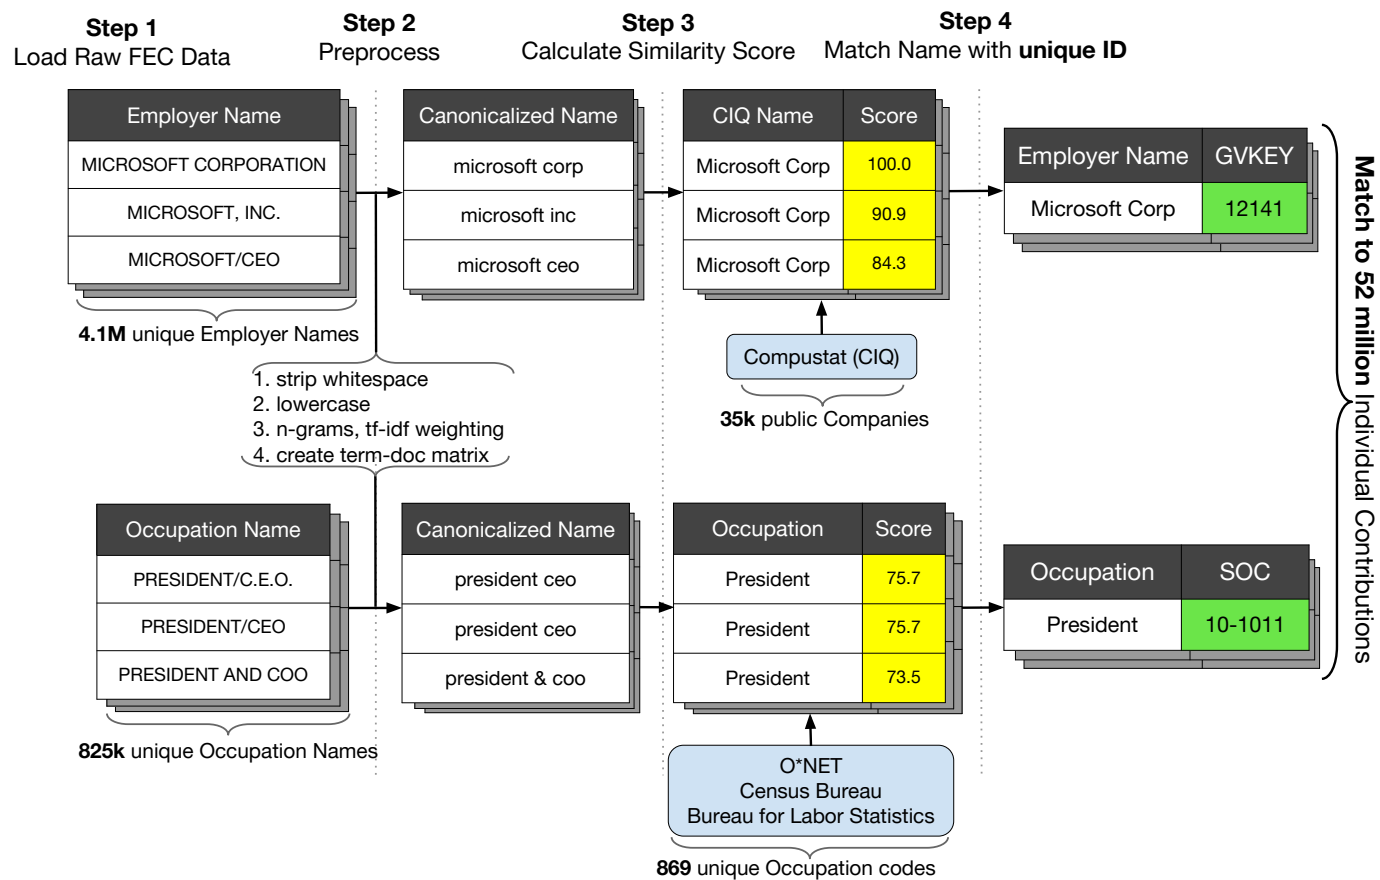 Step 1
Load Raw FEC Data
Step 2
Preprocess
Step 3
Calculate Similarity Score
Step 4
Match Name with unique ID
Employer Name
MICROSOFT CORPORATION
MICROSOFT, INC.
MICROSOFT/CEO
4.1M unique Employer Names
Canonicalized Name
microsoft corp
microsoft inc
microsoft ceo
CIQ Name Score
Microsoft Corp 100.0
Microsoft Corp 90.9
Microsoft Corp 84.3
Compustat (CIQ)
35k public Companies
Employer Name GVKEY
Microsoft Corp 12141
1. strip whitespace
2. lowercase
3. n-grams, tf-idf weighting
4. create term-doc matrix
Occupation Name
PRESIDENT/C.E.O.
PRESIDENT/CEO
PRESIDENT AND COO
825k unique Occupation Names
Canonicalized Name
president ceo
president ceo
president & coo
Occupation Score
President 75.7
President 75.7
President 73.5
O*NET
Census Bureau
Bureau for Labor Statistics
869 unique Occupation codes
Occupation SOC
President 10-1011
Match to 52 million Individual Contributions